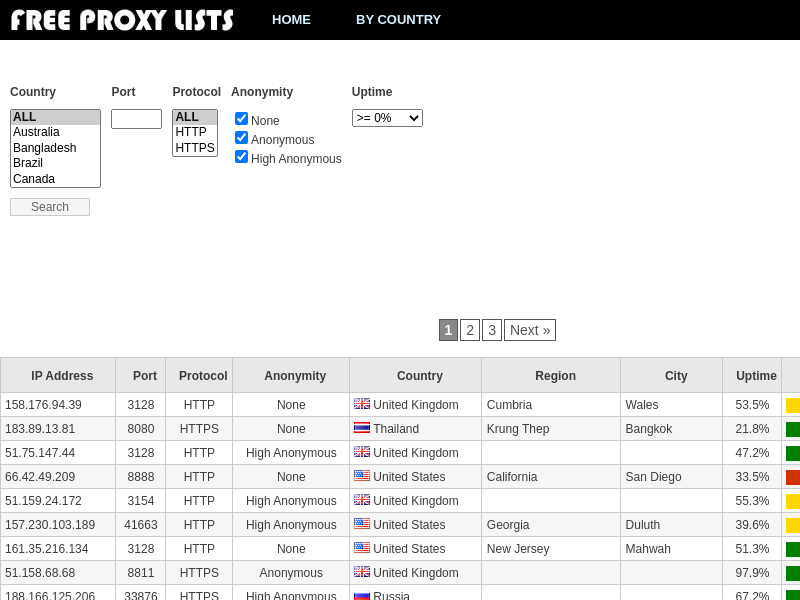 FREE PROXY LISTS HOME BY COUNTRY
Country Port Protocol Anonymity Uptime
ALL
Australia
Bangladesh
Brazil
Canada
ALL
HTTP
HTTPS
None
Anonymous
High Anonymous
>= 0%
Search
1 2 3 Next »
IP Address Port Protocol Anonymity Country Region City Uptime
158.176.94.39 3128 HTTP None United Kingdom Cumbria Wales 53.5%
183.89.13.81 8080 HTTPS None Thailand Krung Thep Bangkok 21.8%
51.75.147.44 3128 HTTP High Anonymous United Kingdom 47.2%
66.42.49.209 8888 HTTP None United States California San Diego 33.5%
51.159.24.172 3154 HTTP High Anonymous United Kingdom 55.3%
157.230.103.189 41663 HTTP High Anonymous United States Georgia Duluth 39.6%
161.35.216.134 3128 HTTP None United States New Jersey Mahwah 51.3%
51.158.68.68 8811 HTTPS Anonymous United Kingdom 97.9%
188.166.125.206 33876 HTTPS High Anonymous Russia 67.2%